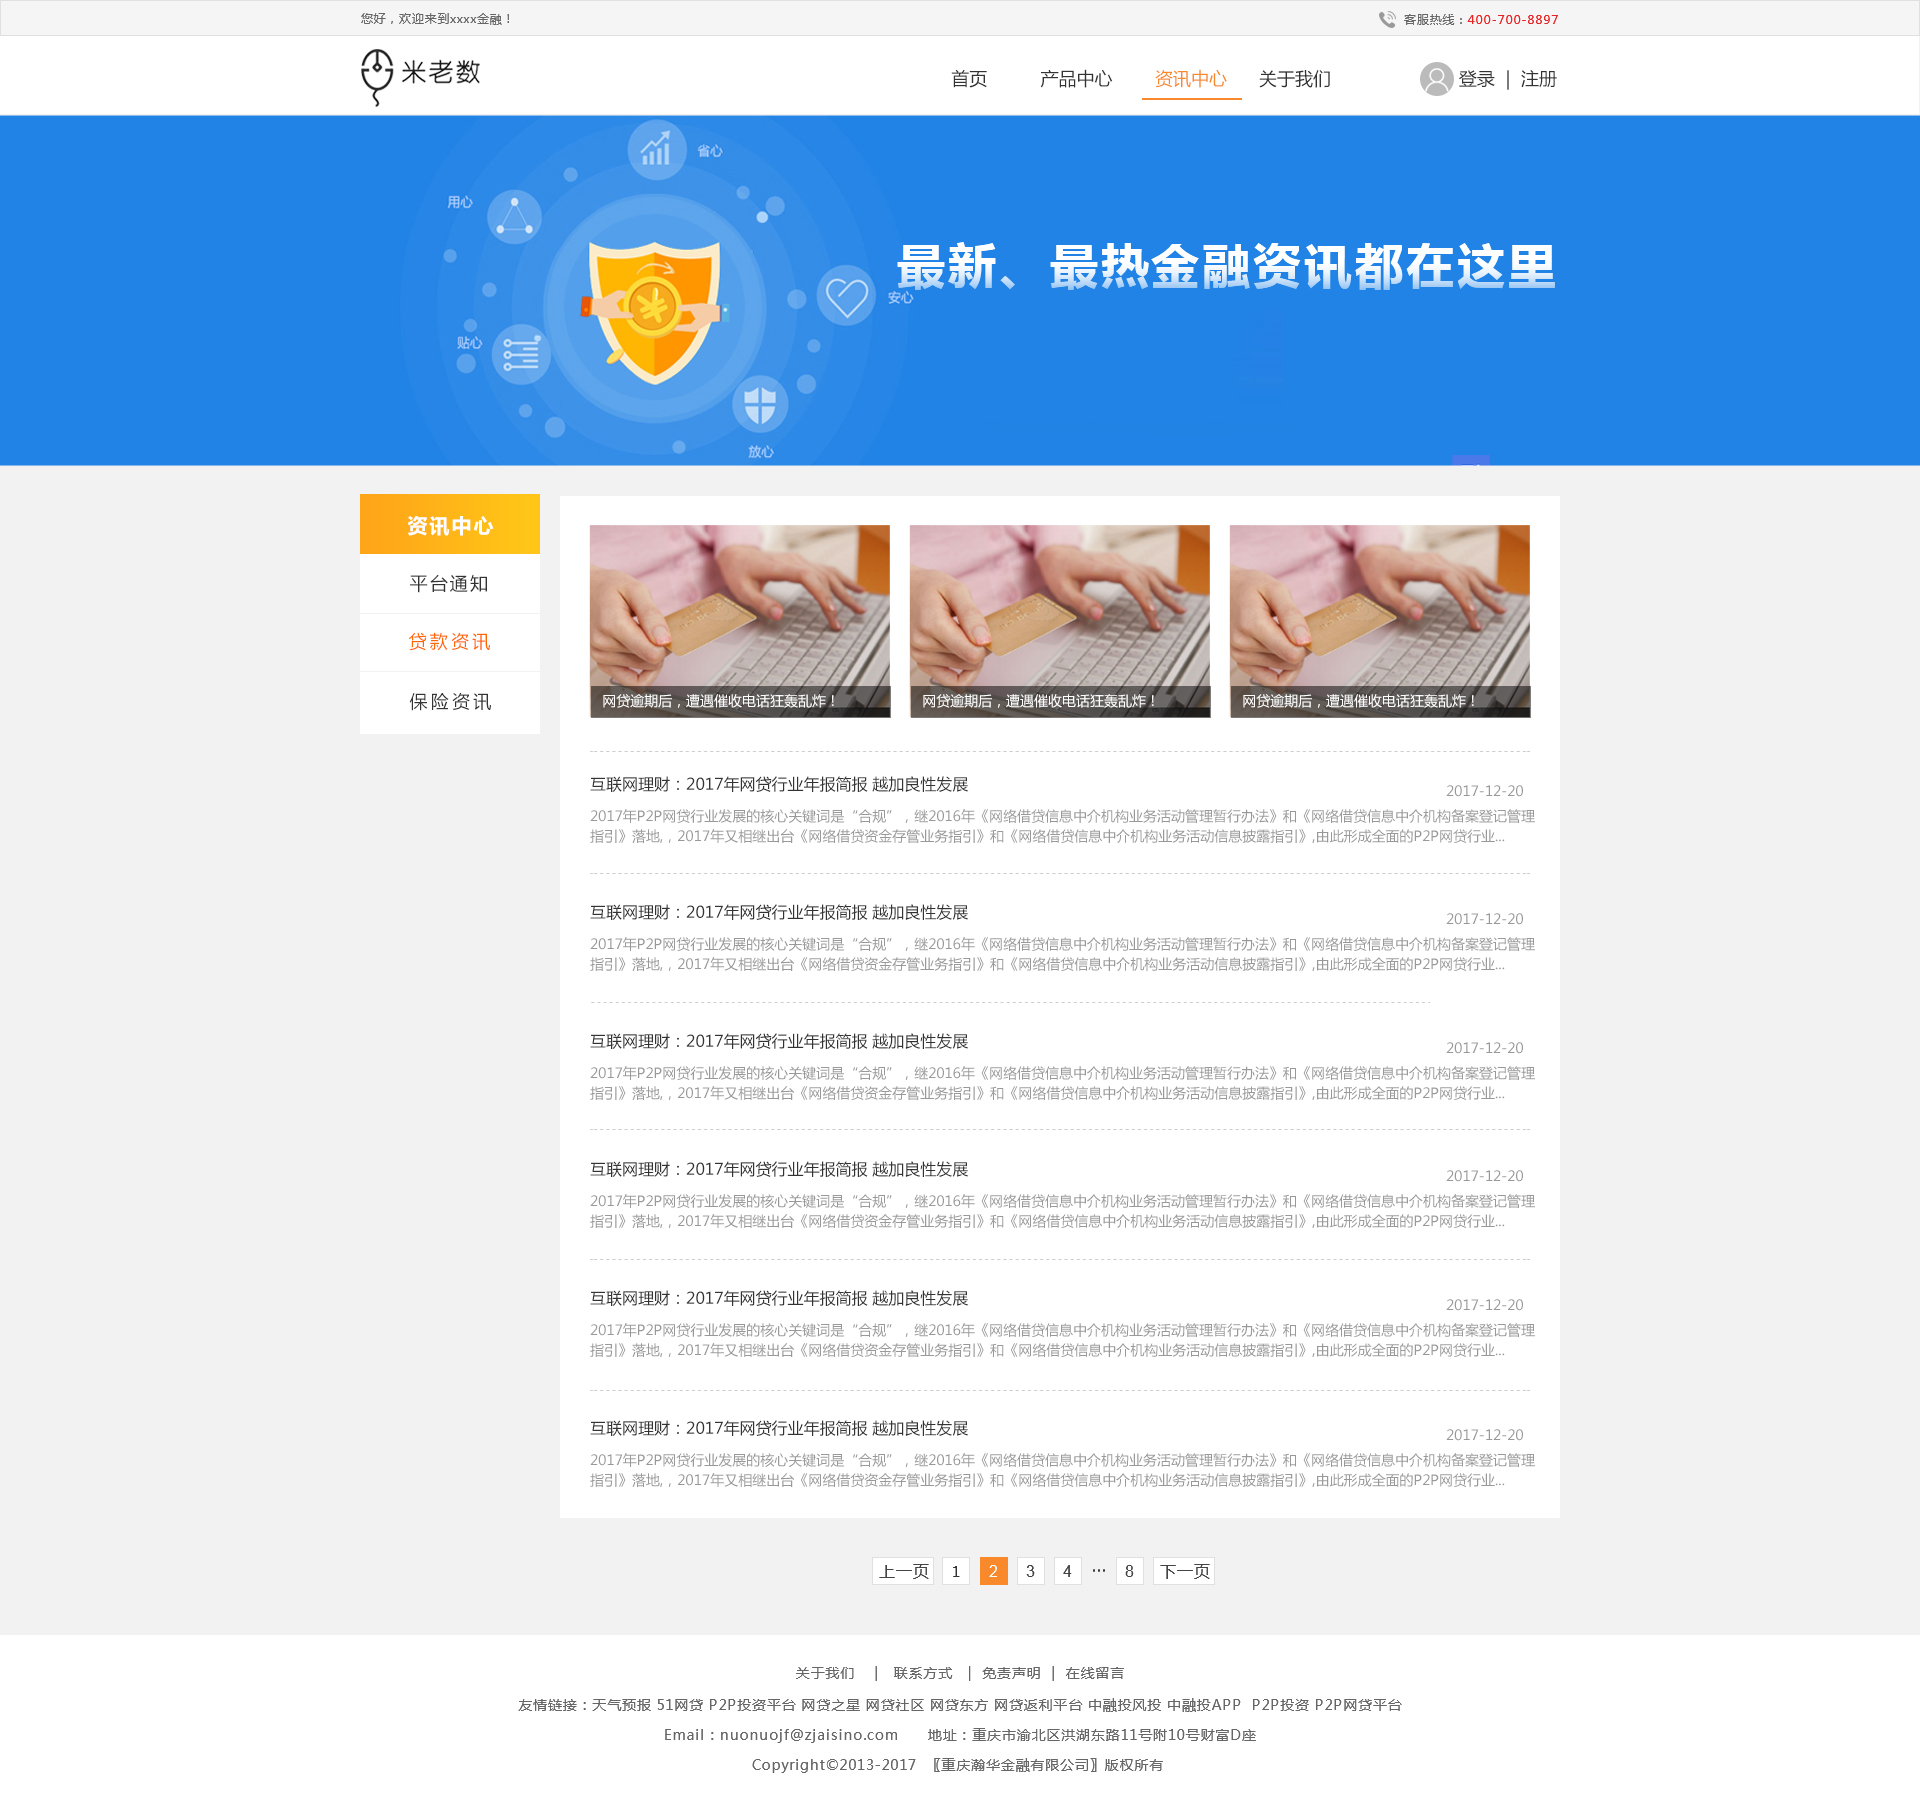 您好，欢迎来到xxxx金融！
客服热线：400-700-8897
米老数
首页 产品中心 资讯中心 关于我们 登录 | 注册
省心
用心
最新、最热金融资讯都在这里
安心
贴心
放心
资讯中心
平台通知
贷款资讯
保险资讯
网贷逾期后，遭遇催收电话狂轰乱炸！
网贷逾期后，遭遇催收电话狂轰乱炸！
网贷逾期后，遭遇催收电话狂轰乱炸！
互联网理财：2017年网贷行业年报简报 越加良性发展
2017-12-20
2017年P2P网贷行业发展的核心关键词是“合规”，继2016年《网络借贷信息中介机构业务活动管理暂行办法》和《网络借贷信息中介机构备案登记管理
指引》落地,，2017年又相继出台《网络借贷资金存管业务指引》和《网络借贷信息中介机构业务活动信息披露指引》,由此形成全面的P2P网贷行业...
互联网理财：2017年网贷行业年报简报 越加良性发展
2017-12-20
2017年P2P网贷行业发展的核心关键词是“合规”，继2016年《网络借贷信息中介机构业务活动管理暂行办法》和《网络借贷信息中介机构备案登记管理
指引》落地,，2017年又相继出台《网络借贷资金存管业务指引》和《网络借贷信息中介机构业务活动信息披露指引》,由此形成全面的P2P网贷行业...
互联网理财：2017年网贷行业年报简报 越加良性发展
2017-12-20
2017年P2P网贷行业发展的核心关键词是“合规”，继2016年《网络借贷信息中介机构业务活动管理暂行办法》和《网络借贷信息中介机构备案登记管理
指引》落地,，2017年又相继出台《网络借贷资金存管业务指引》和《网络借贷信息中介机构业务活动信息披露指引》,由此形成全面的P2P网贷行业...
互联网理财：2017年网贷行业年报简报 越加良性发展
2017-12-20
2017年P2P网贷行业发展的核心关键词是“合规”，继2016年《网络借贷信息中介机构业务活动管理暂行办法》和《网络借贷信息中介机构备案登记管理
指引》落地,，2017年又相继出台《网络借贷资金存管业务指引》和《网络借贷信息中介机构业务活动信息披露指引》,由此形成全面的P2P网贷行业...
互联网理财：2017年网贷行业年报简报 越加良性发展
2017-12-20
2017年P2P网贷行业发展的核心关键词是“合规”，继2016年《网络借贷信息中介机构业务活动管理暂行办法》和《网络借贷信息中介机构备案登记管理
指引》落地,，2017年又相继出台《网络借贷资金存管业务指引》和《网络借贷信息中介机构业务活动信息披露指引》,由此形成全面的P2P网贷行业...
互联网理财：2017年网贷行业年报简报 越加良性发展
2017-12-20
2017年P2P网贷行业发展的核心关键词是“合规”，继2016年《网络借贷信息中介机构业务活动管理暂行办法》和《网络借贷信息中介机构备案登记管理
指引》落地,，2017年又相继出台《网络借贷资金存管业务指引》和《网络借贷信息中介机构业务活动信息披露指引》,由此形成全面的P2P网贷行业...
上一页 1 2 3 4 ··· 8 下一页
关于我们 | 联系方式 | 免责声明 | 在线留言
友情链接：天气预报 51网贷 P2P投资平台 网贷之星 网贷社区 网贷东方 网贷返利平台 中融投风投 中融投APP P2P投资 P2P网贷平台
Email：nuonuojf@zjaisino.com 地址：重庆市渝北区洪湖东路11号附10号财富D座
Copyright©2013-2017 〖重庆瀚华金融有限公司〗版权所有